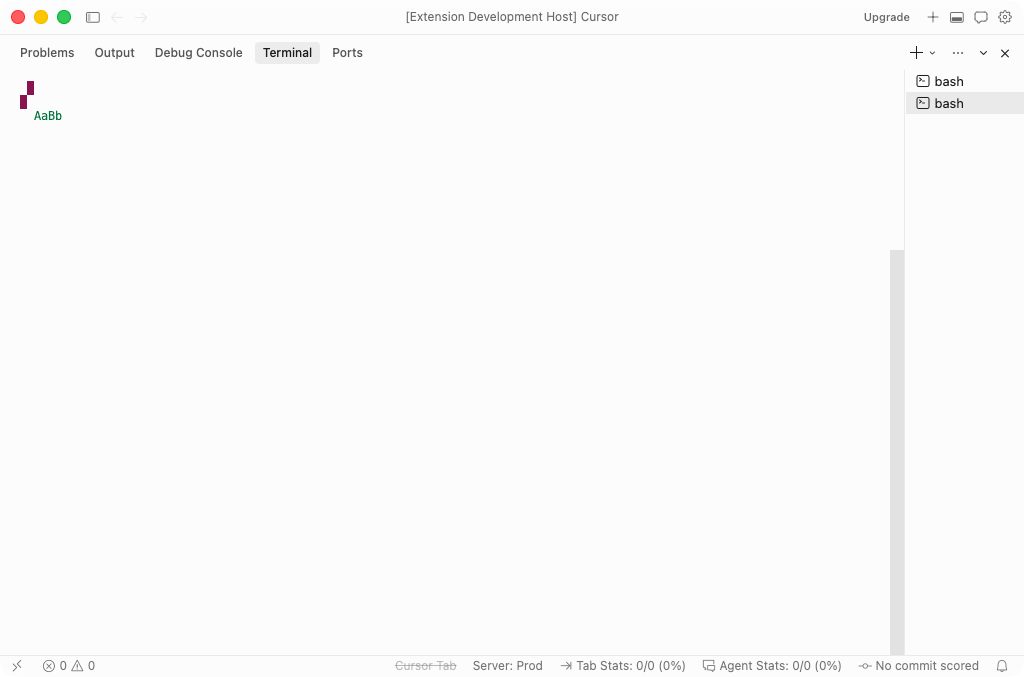 [Extension Development Host] Cursor
Upgrade
Problems Output Debug Console Terminal Ports
bash
bash
AaBb
0 0 Cursor Tab Server: Prod Tab Stats: 0/0 (0%) Agent Stats: 0/0 (0%) No commit scored